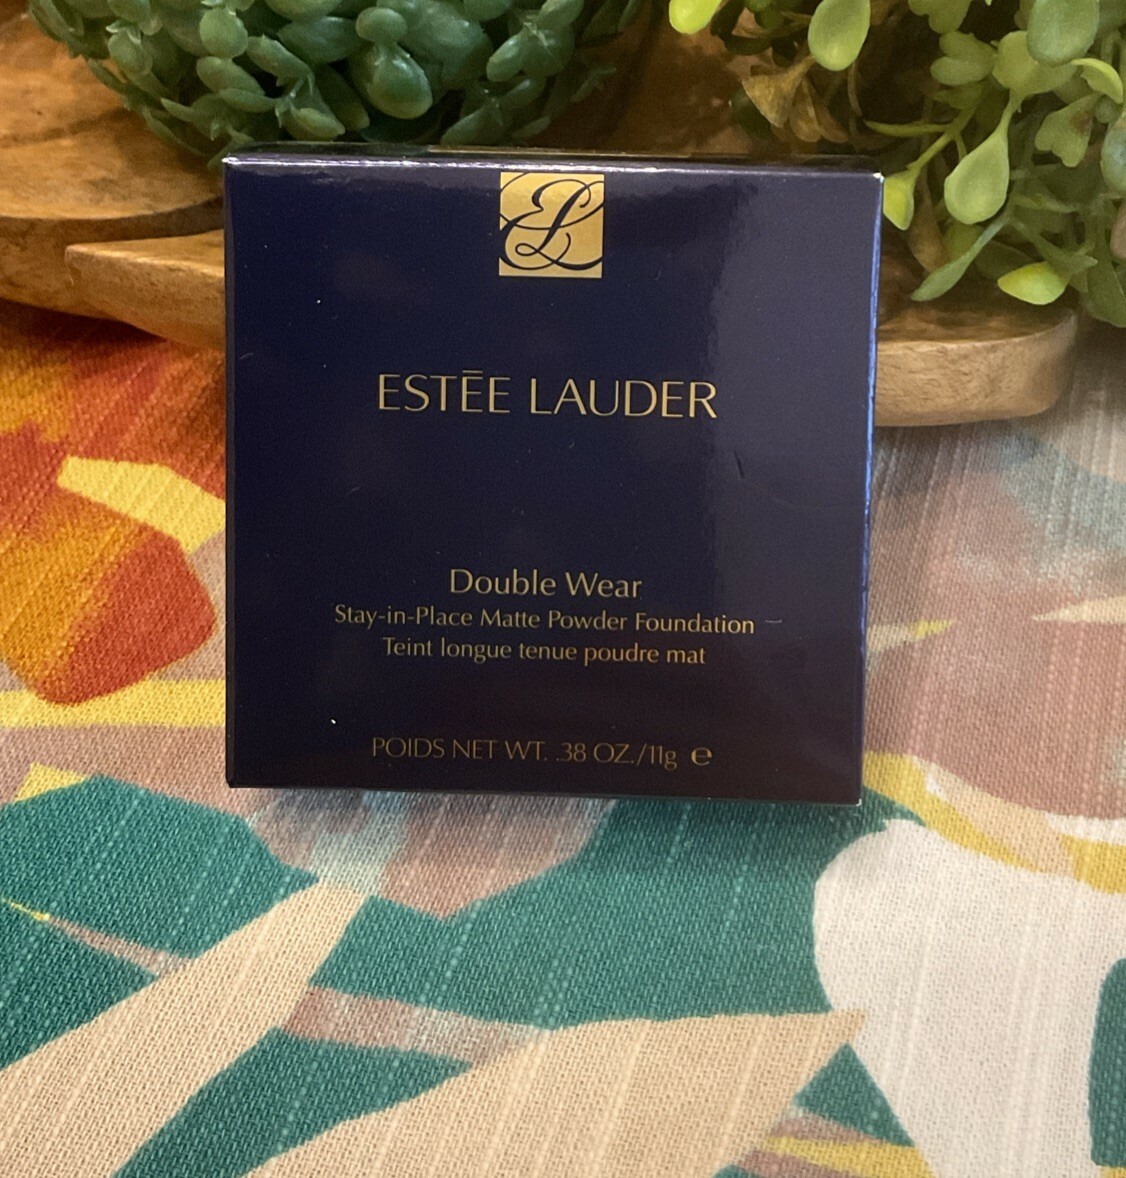 EL
ESTĒE LAUDER
Double Wear
Stay-in-Place Matte Powder Foundation
Teint longue tenue poudre mat
POIDS NET WT. .38 OZ./11g ℮